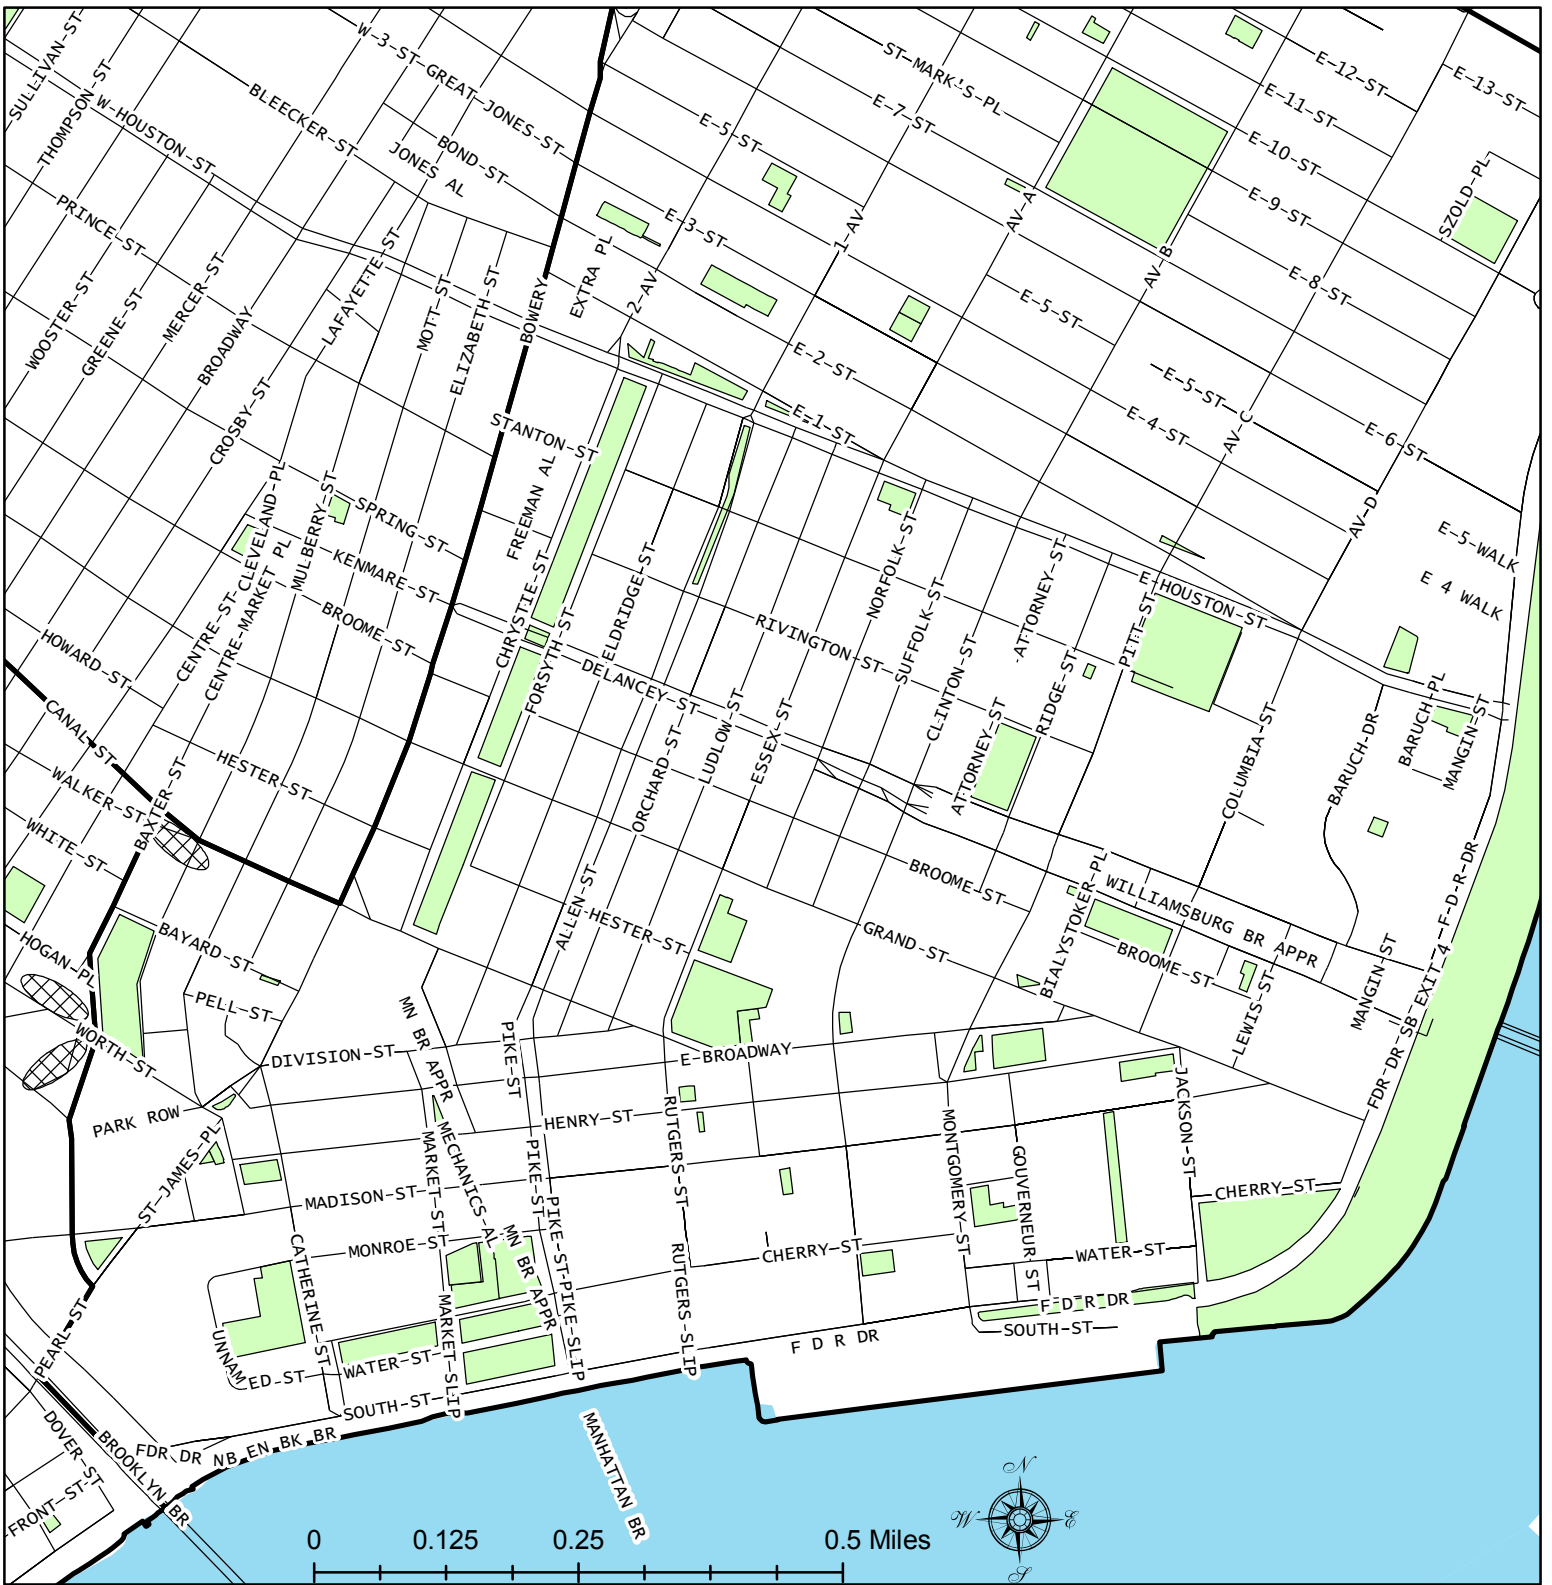 SULLIVAN-ST
THOMPSON-ST
W-HOUSTON-ST
W-3-ST
GREAT-JONES-ST
BLEECKER-ST
BOND-ST
JONES AL
E-5-ST
ST-MARK'S-PL
E-7-ST
E-12-ST
E-13-ST
E-11-ST
E-10-ST
E-9-ST
SZOLD-PL
PRINCE-ST
E-3-ST
1-AV
AV-A
AV-B
E-8-ST
WOOSTER-ST
GREENE-ST
MERCER-ST
BROADWAY
LAFAYETTE-ST
MOTT-ST
ELIZABETH-ST
BOWERY
EXTRA PL
2-AV
E-5-ST
E-2-ST
E-5-ST
CROSBY-ST
STANTON-ST
E-1-ST
E-4-ST
AV-C
E-6-ST
CLEVELAND-PL
MULBERRY-ST
SPRING-ST
FREEMAN AL
AV-D
E-5-WALK
E 4 WALK
KENMARE-ST
BROOME-ST
CENTRE-ST
CENTRE-MARKET PL
CHRYSTIE-ST
FORSYTH-ST
ELDRIDGE-ST
RIVINGTON-ST
NORFOLK-ST
SUFFOLK-ST
ATTORNEY-ST
PITT-ST
E-HOUSTON-ST
HOWARD-ST
DELANCEY-ST
CLINTON-ST
RIDGE-ST
CANAL-ST
HESTER-ST
ORCHARD-ST
LUDLOW-ST
ESSEX-ST
ATTORNEY-ST
COLUMBIA-ST
BARUCH-DR
BARUCH-PL
MANGIN-ST
WALKER-ST
BAXTER-ST
WHITE-ST
BROOME-ST
BIALYSTOKER-PL
WILLIAMSBURG BR APPR
F-D-R-DR
HOGAN-PL
BAYARD-ST
ALLEN-ST
HESTER-ST
GRAND-ST
BROOME-ST
LEWIS-ST
MANGIN-ST
FDR-DR-SB-EXIT-4
PELL-ST
WORTH-ST
DIVISION-ST
MN BR APPR
PIKE-ST
E-BROADWAY
PARK ROW
HENRY-ST
RUTGERS-ST
MONTGOMERY-ST
GOUVERNEUR ST
JACKSON-ST
ST-JAMES-PL
MADISON-ST
MARKET-ST
MECHANICS-AL
PIKE-ST
PIKE-ST
CHERRY-ST
MONROE-ST
CATHERINE-ST
MN BR APPR
PIKE-SLIP
CHERRY-ST
WATER-ST
RUTGERS-SLIP
F-D R DR
SOUTH-ST
F D R DR
PEARL-ST
UNNAMED-ST
WATER-ST
MARKET-SLIP
SOUTH-ST
FDR DR NB EN BK BR
DOVER-ST
BROOKLYN BR
FRONT-ST
MANHATTAN BR
N
W E
S
0 0.125 0.25 0.5 Miles